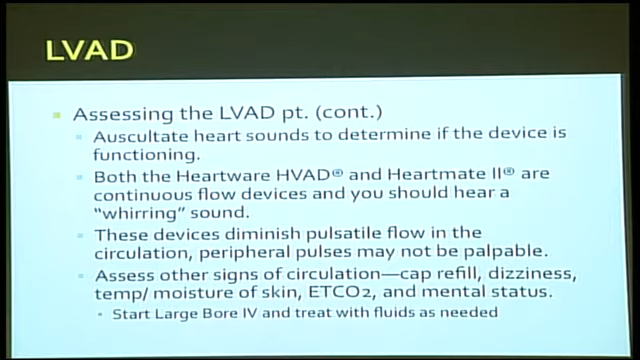 LVAD
Assessing the LVAD pt. (cont.)
Auscultate heart sounds to determine if the device is
functioning.
Both the Heartware HVAD® and Heartmate II® are
continuous flow devices and you should hear a
“whirring” sound.
These devices diminish pulsatile flow in the
circulation, peripheral pulses may not be palpable.
Assess other signs of circulation—cap refill, dizziness,
temp/ moisture of skin, ETCO2, and mental status.
Start Large Bore IV and treat with fluids as needed